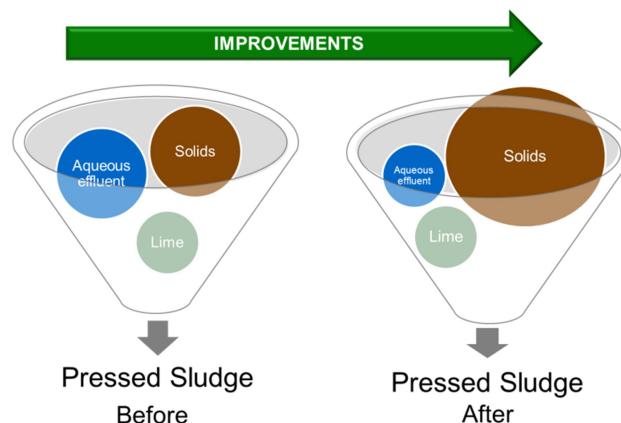 IMPROVEMENTS
Aqueous
effluent
Solids
Lime
Pressed Sludge
Before
Aqueous
effluent
Solids
Lime
Pressed Sludge
After